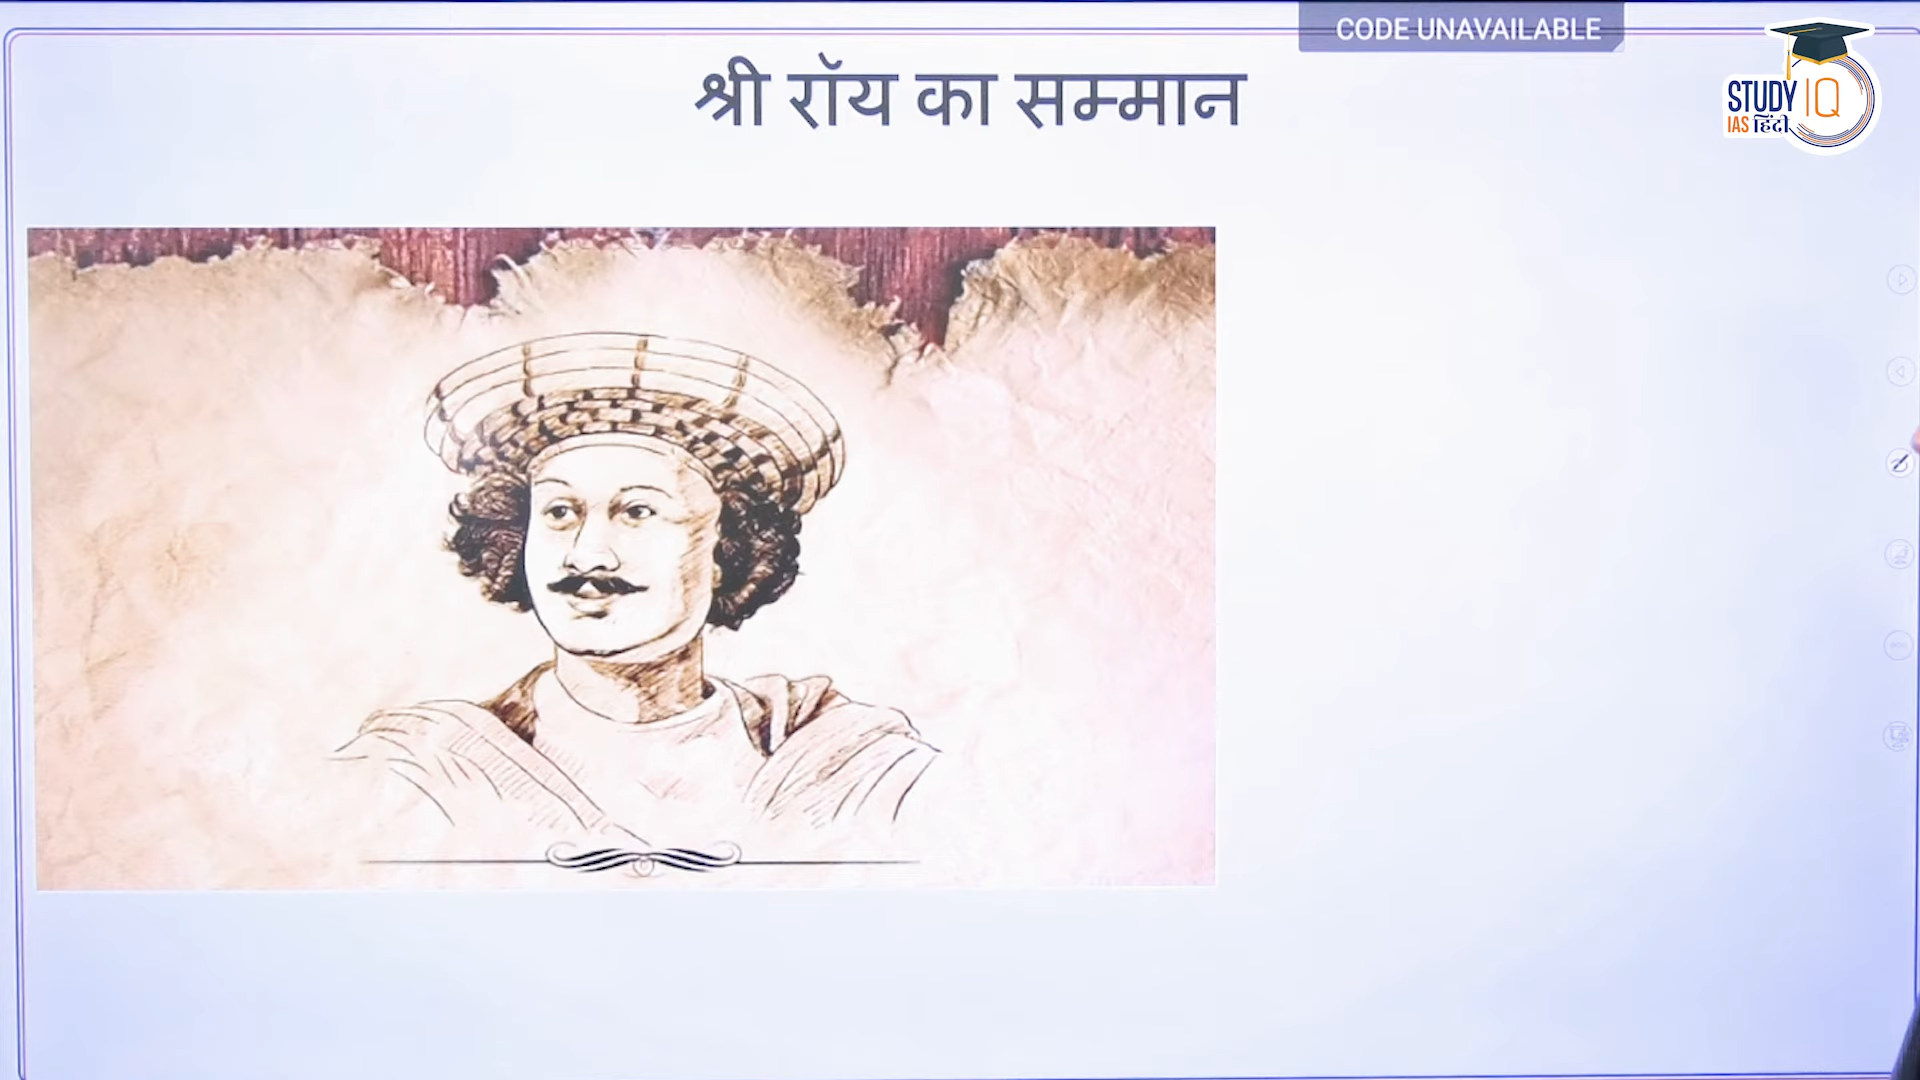 CODE UNAVAILABLE
श्री रॉय का सम्मान
STUDY IQ
IAS हिंदी